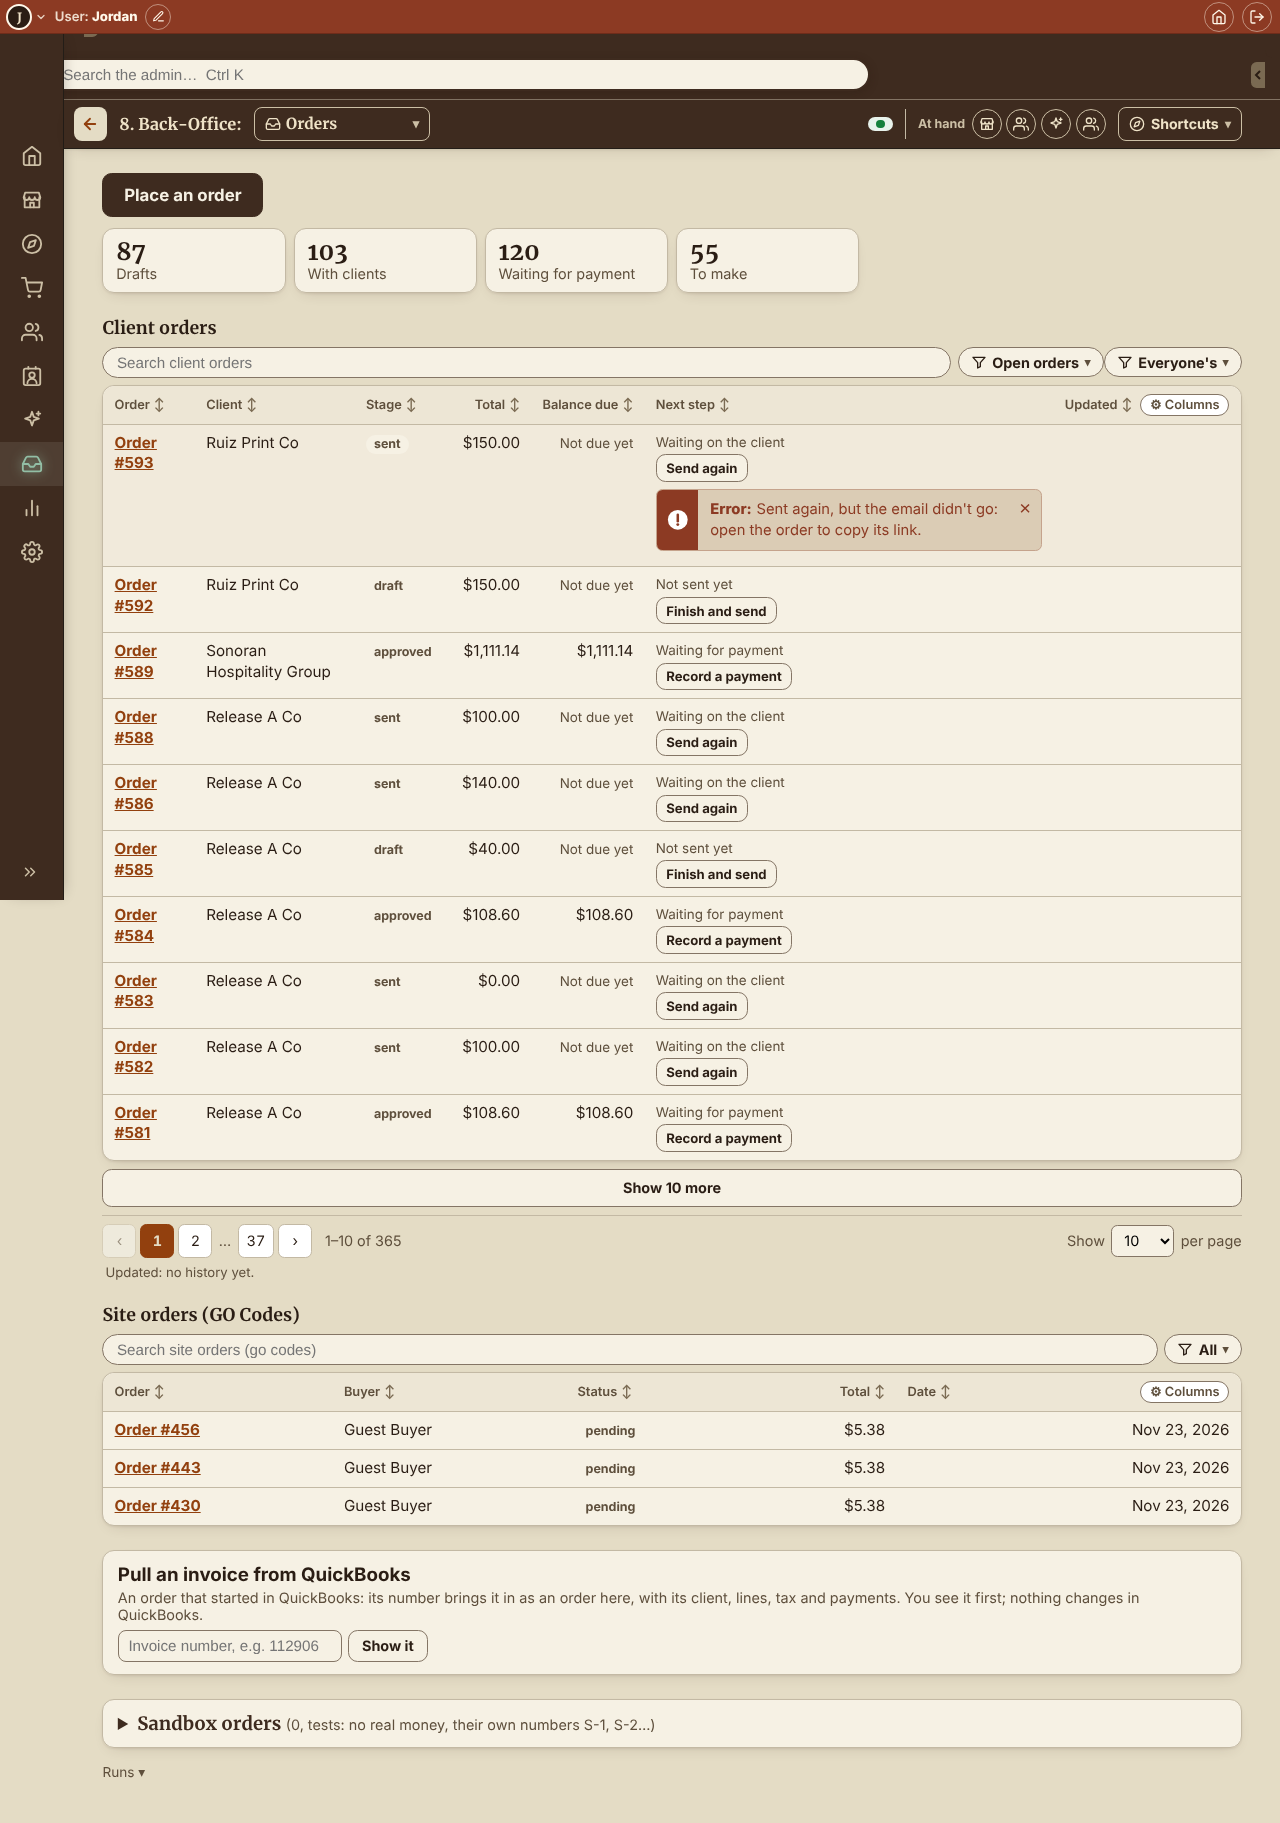 J User: Jordan
Search the admin… Ctrl K
8. Back-Office: Orders ▾ At hand Shortcuts ▾
Place an order
87 103 120 55
Drafts With clients Waiting for payment To make
Client orders
Search client orders Open orders ▾ Everyone's ▾
Order Client Stage Total Balance due Next step Updated ⚙ Columns
Order #593 Ruiz Print Co sent $150.00 Not due yet Waiting on the client
Send again
Error: Sent again, but the email didn't go: ✕
open the order to copy its link.
Order #592 Ruiz Print Co draft $150.00 Not due yet Not sent yet
Finish and send
Order #589 Sonoran Hospitality Group approved $1,111.14 $1,111.14 Waiting for payment
Record a payment
Order #588 Release A Co sent $100.00 Not due yet Waiting on the client
Send again
Order #586 Release A Co sent $140.00 Not due yet Waiting on the client
Send again
Order #585 Release A Co draft $40.00 Not due yet Not sent yet
Finish and send
Order #584 Release A Co approved $108.60 $108.60 Waiting for payment
Record a payment
Order #583 Release A Co sent $0.00 Not due yet Waiting on the client
Send again
Order #582 Release A Co sent $100.00 Not due yet Waiting on the client
Send again
Order #581 Release A Co approved $108.60 $108.60 Waiting for payment
Record a payment
Show 10 more
‹ 1 2 … 37 › 1–10 of 365 Show 10 per page
Updated: no history yet.
Site orders (GO Codes)
Search site orders (go codes) All ▾
Order Buyer Status Total Date ⚙ Columns
Order #456 Guest Buyer pending $5.38 Nov 23, 2026
Order #443 Guest Buyer pending $5.38 Nov 23, 2026
Order #430 Guest Buyer pending $5.38 Nov 23, 2026
Pull an invoice from QuickBooks
An order that started in QuickBooks: its number brings it in as an order here, with its client, lines, tax and payments. You see it first; nothing changes in
QuickBooks.
Invoice number, e.g. 112906 Show it
▶ Sandbox orders (0, tests: no real money, their own numbers S-1, S-2…)
Runs ▾